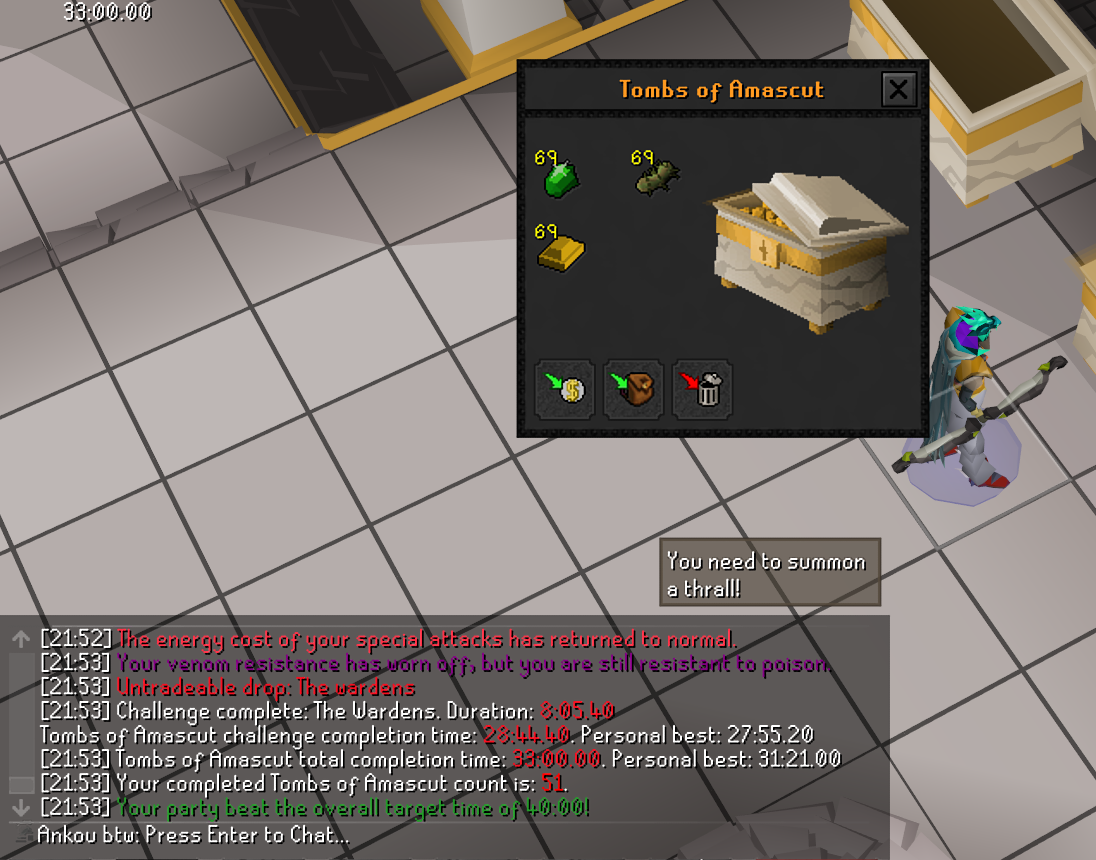 33:00.00
Tombs of Amascut
69
69
69
You need to summon
a thrall!
[21:52] The energy cost of your special attacks has returned to normal.
[21:53] Your venom resistance has worn off, but you are still resistant to poison.
[21:53] Untradeable drop: The wardens
[21:53] Challenge complete: The Wardens. Duration: 8:05.40
Tombs of Amascut challenge completion time: 28:44.40. Personal best: 27:55.20
[21:53] Tombs of Amascut total completion time: 33:00.00. Personal best: 31:21.00
[21:53] Your completed Tombs of Amascut count is: 51.
[21:53] Your party beat the overall target time of 40:00!
Ankou btw: Press Enter to Chat...